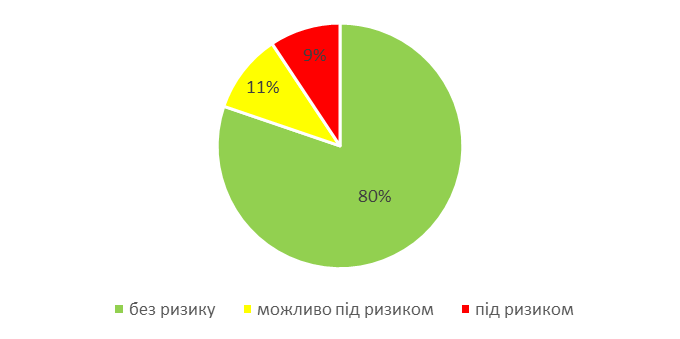 9%
11%
80%
без ризику можливо під ризиком під ризиком